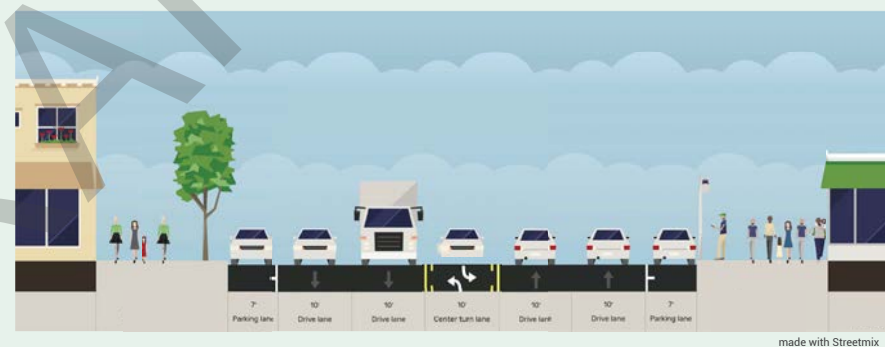 7' 10' 10' 10' 10' 10' 7'
Parking lane Drive lane Drive lane Center turn lane Drive lane Drive lane Parking lane
made with Streetmix